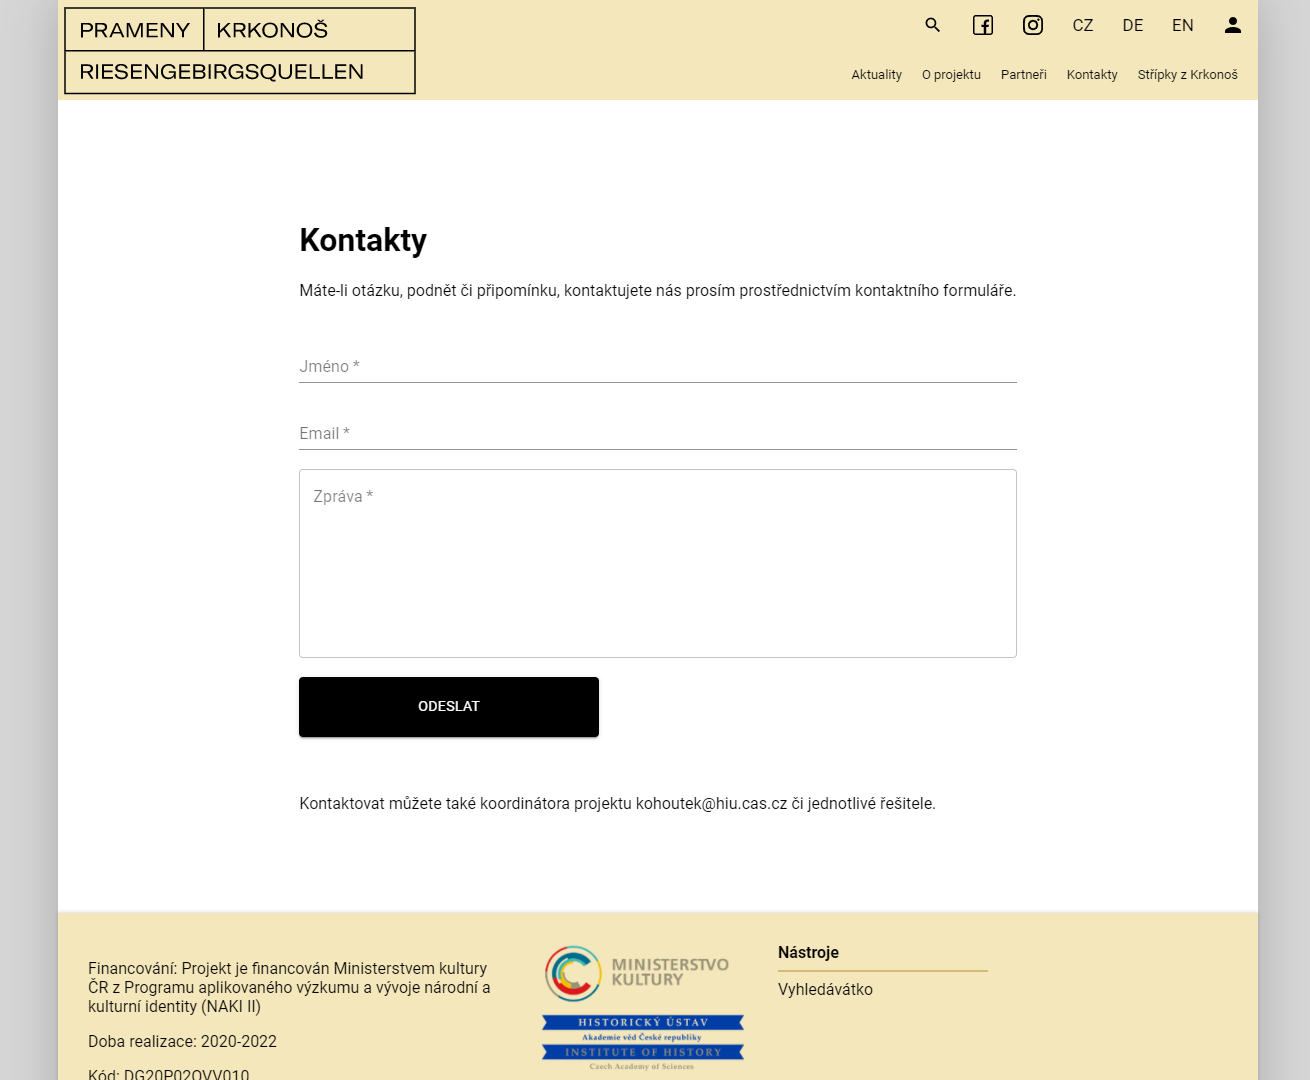 PRAMENY KRKONOŠ
RIESENGEBIRGSQUELLEN
CZ DE EN
Aktuality O projektu Partneři Kontakty Střípky z Krkonoš
Kontakty
Máte-li otázku, podnět či připomínku, kontaktujete nás prosím prostřednictvím kontaktního formuláře.
Jméno *
Email *
Zpráva *
ODESLAT
Kontaktovat můžete také koordinátora projektu kohoutek@hiu.cas.cz či jednotlivé řešitele.
Financování: Projekt je financován Ministerstvem kultury
ČR z Programu aplikovaného výzkumu a vývoje národní a
kulturní identity (NAKI II)
Doba realizace: 2020-2022
Kód: DG20P02OVV010
MINISTERSTVO
KULTURY
HISTORICKÝ ÚSTAV
Akademie věd České republiky
INSTITUTE OF HISTORY
Czech Academy of Sciences
Nástroje
Vyhledávátko